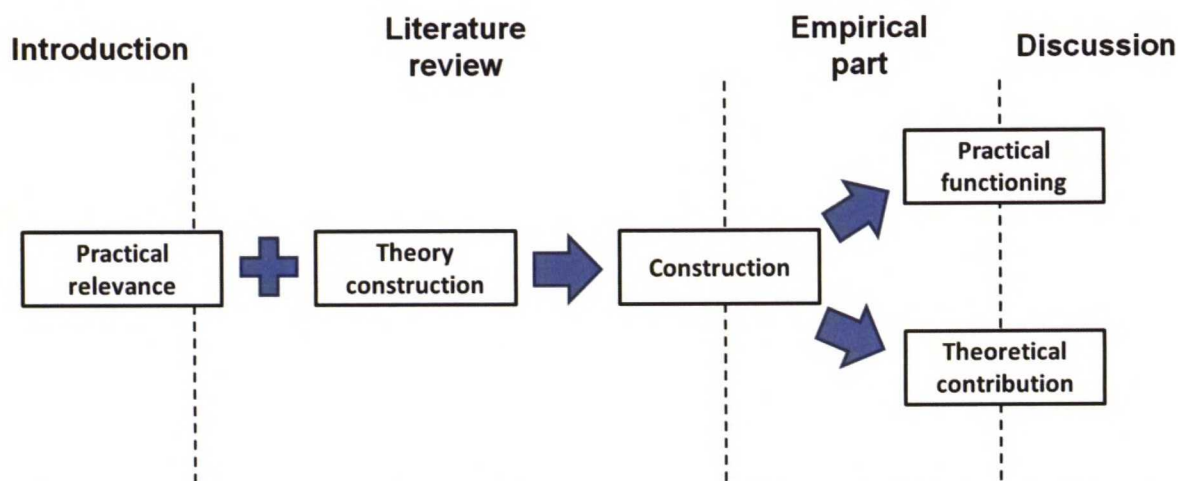 Introduction
Literature
review
Empirical
part
Discussion
Practical
relevance
Theory
construction
Construction
Practical
functioning
Theoretical
contribution